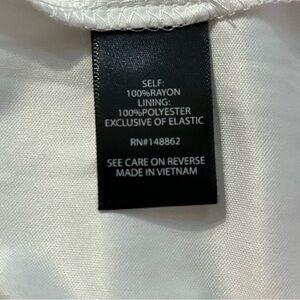 SELF:
100%RAYON
LINING:
100%POLYESTER
EXCLUSIVE OF ELASTIC
RN#148862
SEE CARE ON REVERSE
MADE IN VIETNAM